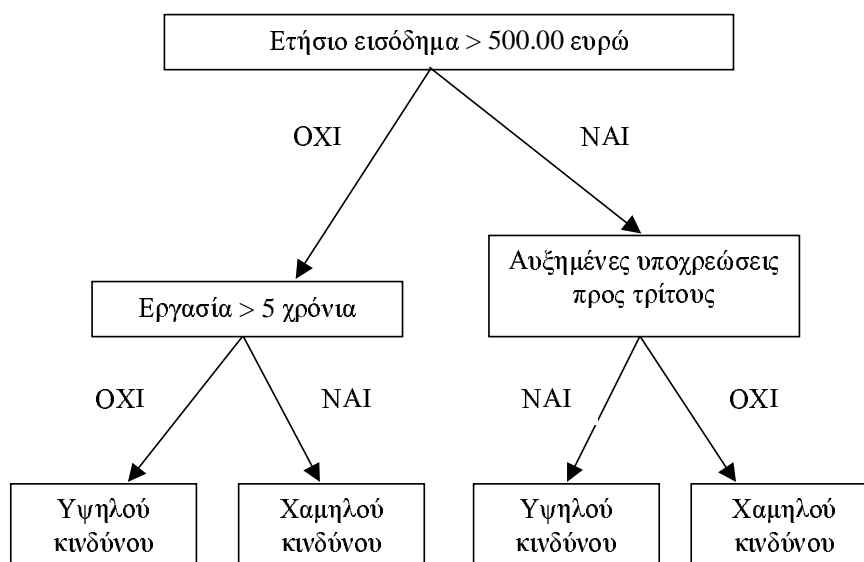 Ετήσιο εισόδημα > 500.00 ευρώ
ΟΧΙ ΝΑΙ
Εργασία > 5 χρόνια
Αυξημένες υποχρεώσεις
προς τρίτους
ΟΧΙ ΝΑΙ ΝΑΙ ΟΧΙ
Υψηλού
κινδύνου
Χαμηλού
κινδύνου
Υψηλού
κινδύνου
Χαμηλού
κινδύνου